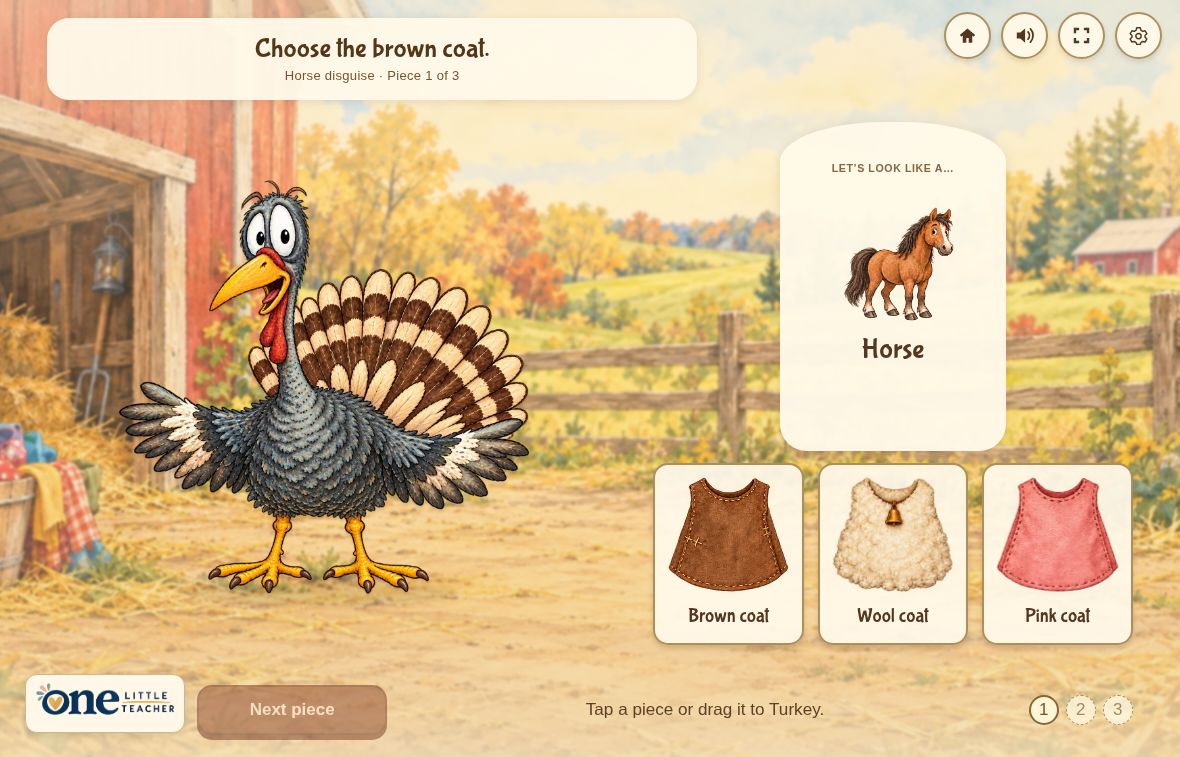 Choose the brown coat.
Horse disguise · Piece 1 of 3
LET'S LOOK LIKE A...
Horse
Brown coat
Wool coat
Pink coat
one LITTLE
TEACHER
Next piece
Tap a piece or drag it to Turkey.
1 2 3